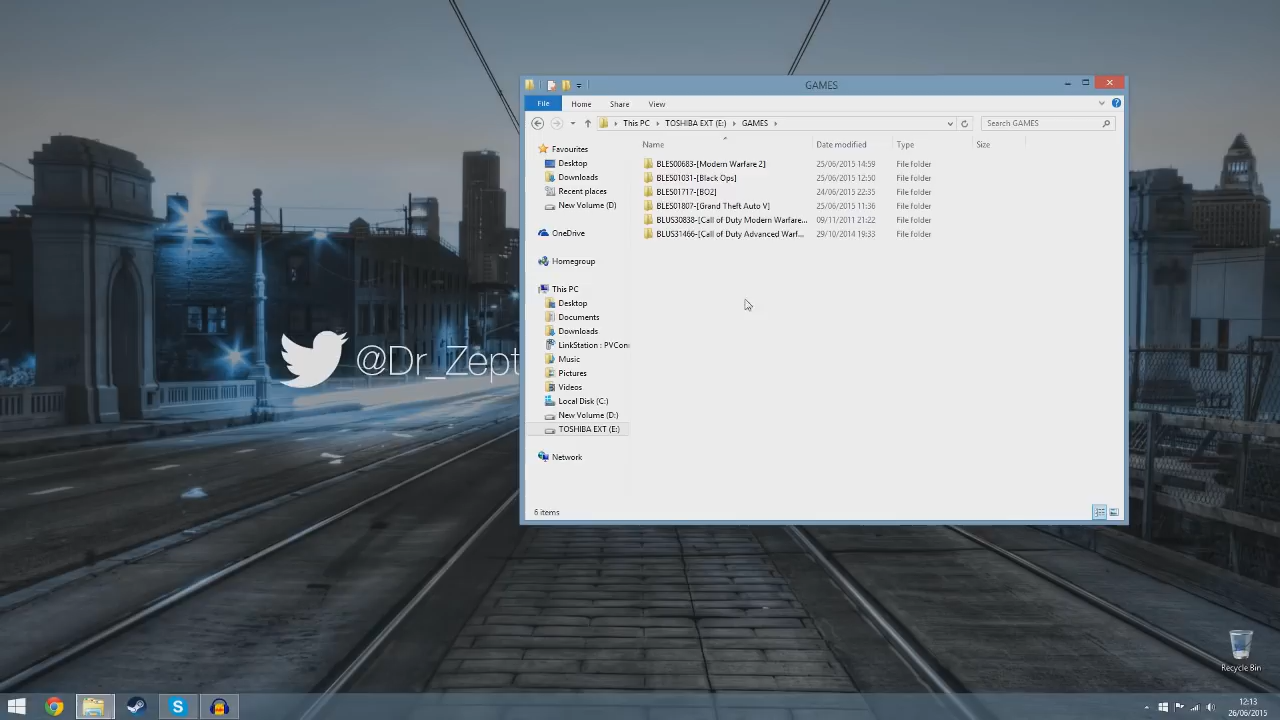 GAMES
File Home Share View
This PC TOSHIBA EXT (E:) GAMES
Search GAMES
Name Date modified Type Size
BLES00683-[Modern Warfare 2] 25/06/2015 14:59 File folder
BLES01031-[Black Ops] 25/06/2015 12:50 File folder
BLES01717-[BO2] 24/06/2015 22:35 File folder
BLES01807-[Grand Theft Auto V] 25/06/2015 11:36 File folder
BLUS30838-[Call of Duty Modern Warfare... 09/11/2011 21:22 File folder
BLUS31466-[Call of Duty Advanced Warf... 29/10/2014 19:33 File folder
Favourites
Desktop
Downloads
Recent places
New Volume (D:)
OneDrive
Homegroup
This PC
Desktop
Documents
Downloads
LinkStation : PVCon
Music
Pictures
Videos
Local Disk (C:)
New Volume (D:)
TOSHIBA EXT (E:)
Network
6 items
@Dr_Zept
Recycle Bin
12:13
26/06/2015